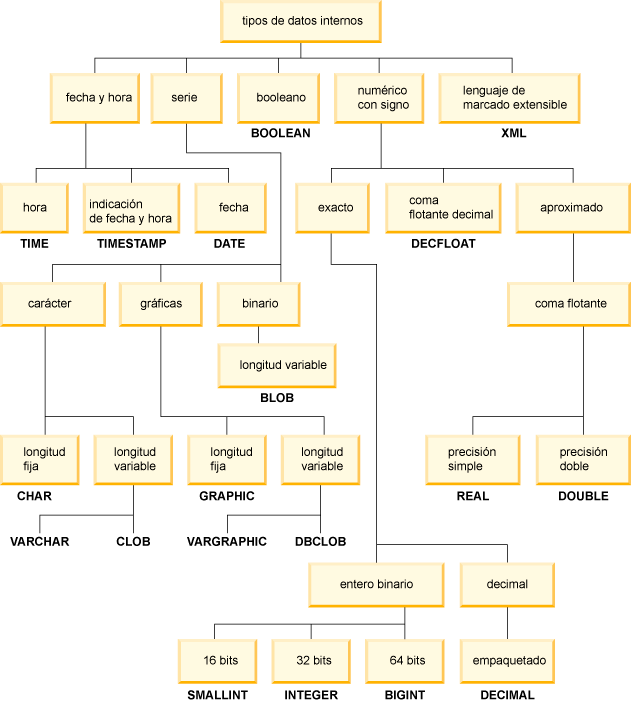 tipos de datos internos
fecha y hora
serie
booleano
numérico
con signo
lenguaje de
marcado extensible
BOOLEAN
XML
hora
indicación
de fecha y hora
fecha
exacto
coma
flotante decimal
aproximado
TIME
TIMESTAMP
DATE
DECFLOAT
carácter
gráficas
binario
coma flotante
longitud variable
BLOB
longitud
fija
longitud
variable
longitud
fija
longitud
variable
precisión
simple
precisión
doble
CHAR
GRAPHIC
REAL
DOUBLE
VARCHAR
CLOB
VARGRAPHIC
DBCLOB
entero binario
decimal
16 bits
32 bits
64 bits
empaquetado
SMALLINT
INTEGER
BIGINT
DECIMAL